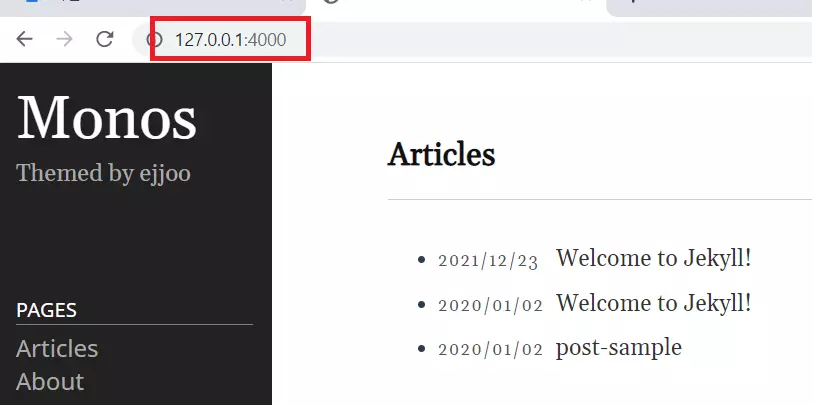 127.0.0.1:4000
Monos
Themed by ejjoo
PAGES
Articles
About
Articles
2021/12/23 Welcome to Jekyll!
2020/01/02 Welcome to Jekyll!
2020/01/02 post-sample